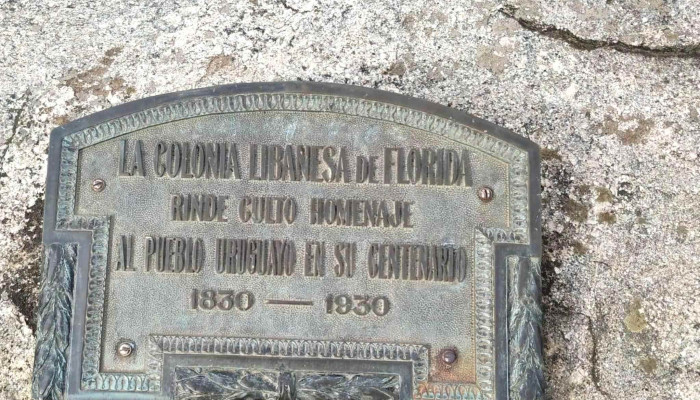 LA COLONIA LIBANESA DE FLORIDA
RINDE CULTO HOMENAJE
AL PUEBLO URUGUAYO EN SU CENTENARIO
1830 — 1930